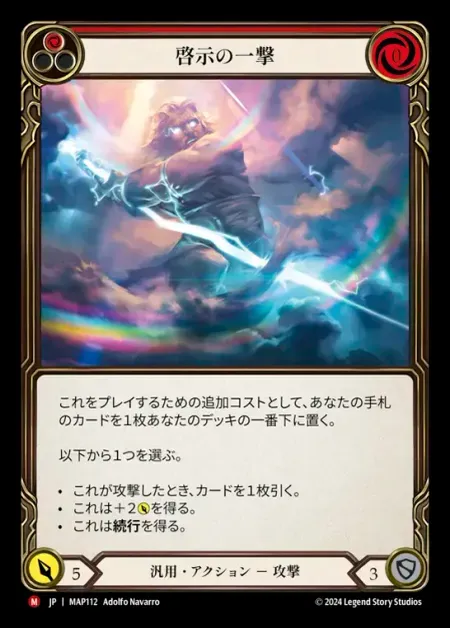 啓示の一撃
0
これをプレイするための追加コストとして、あなたの手札
のカードを1枚あなたのデッキの一番下に置く。
以下から1つを選ぶ。
• これが攻撃したとき、カードを1枚引く。
• これは+2を得る。
• これは続行を得る。
5
汎用・アクション ー 攻撃
3
M JP | MAP112 Adolfo Navarro
© 2024 Legend Story Studios